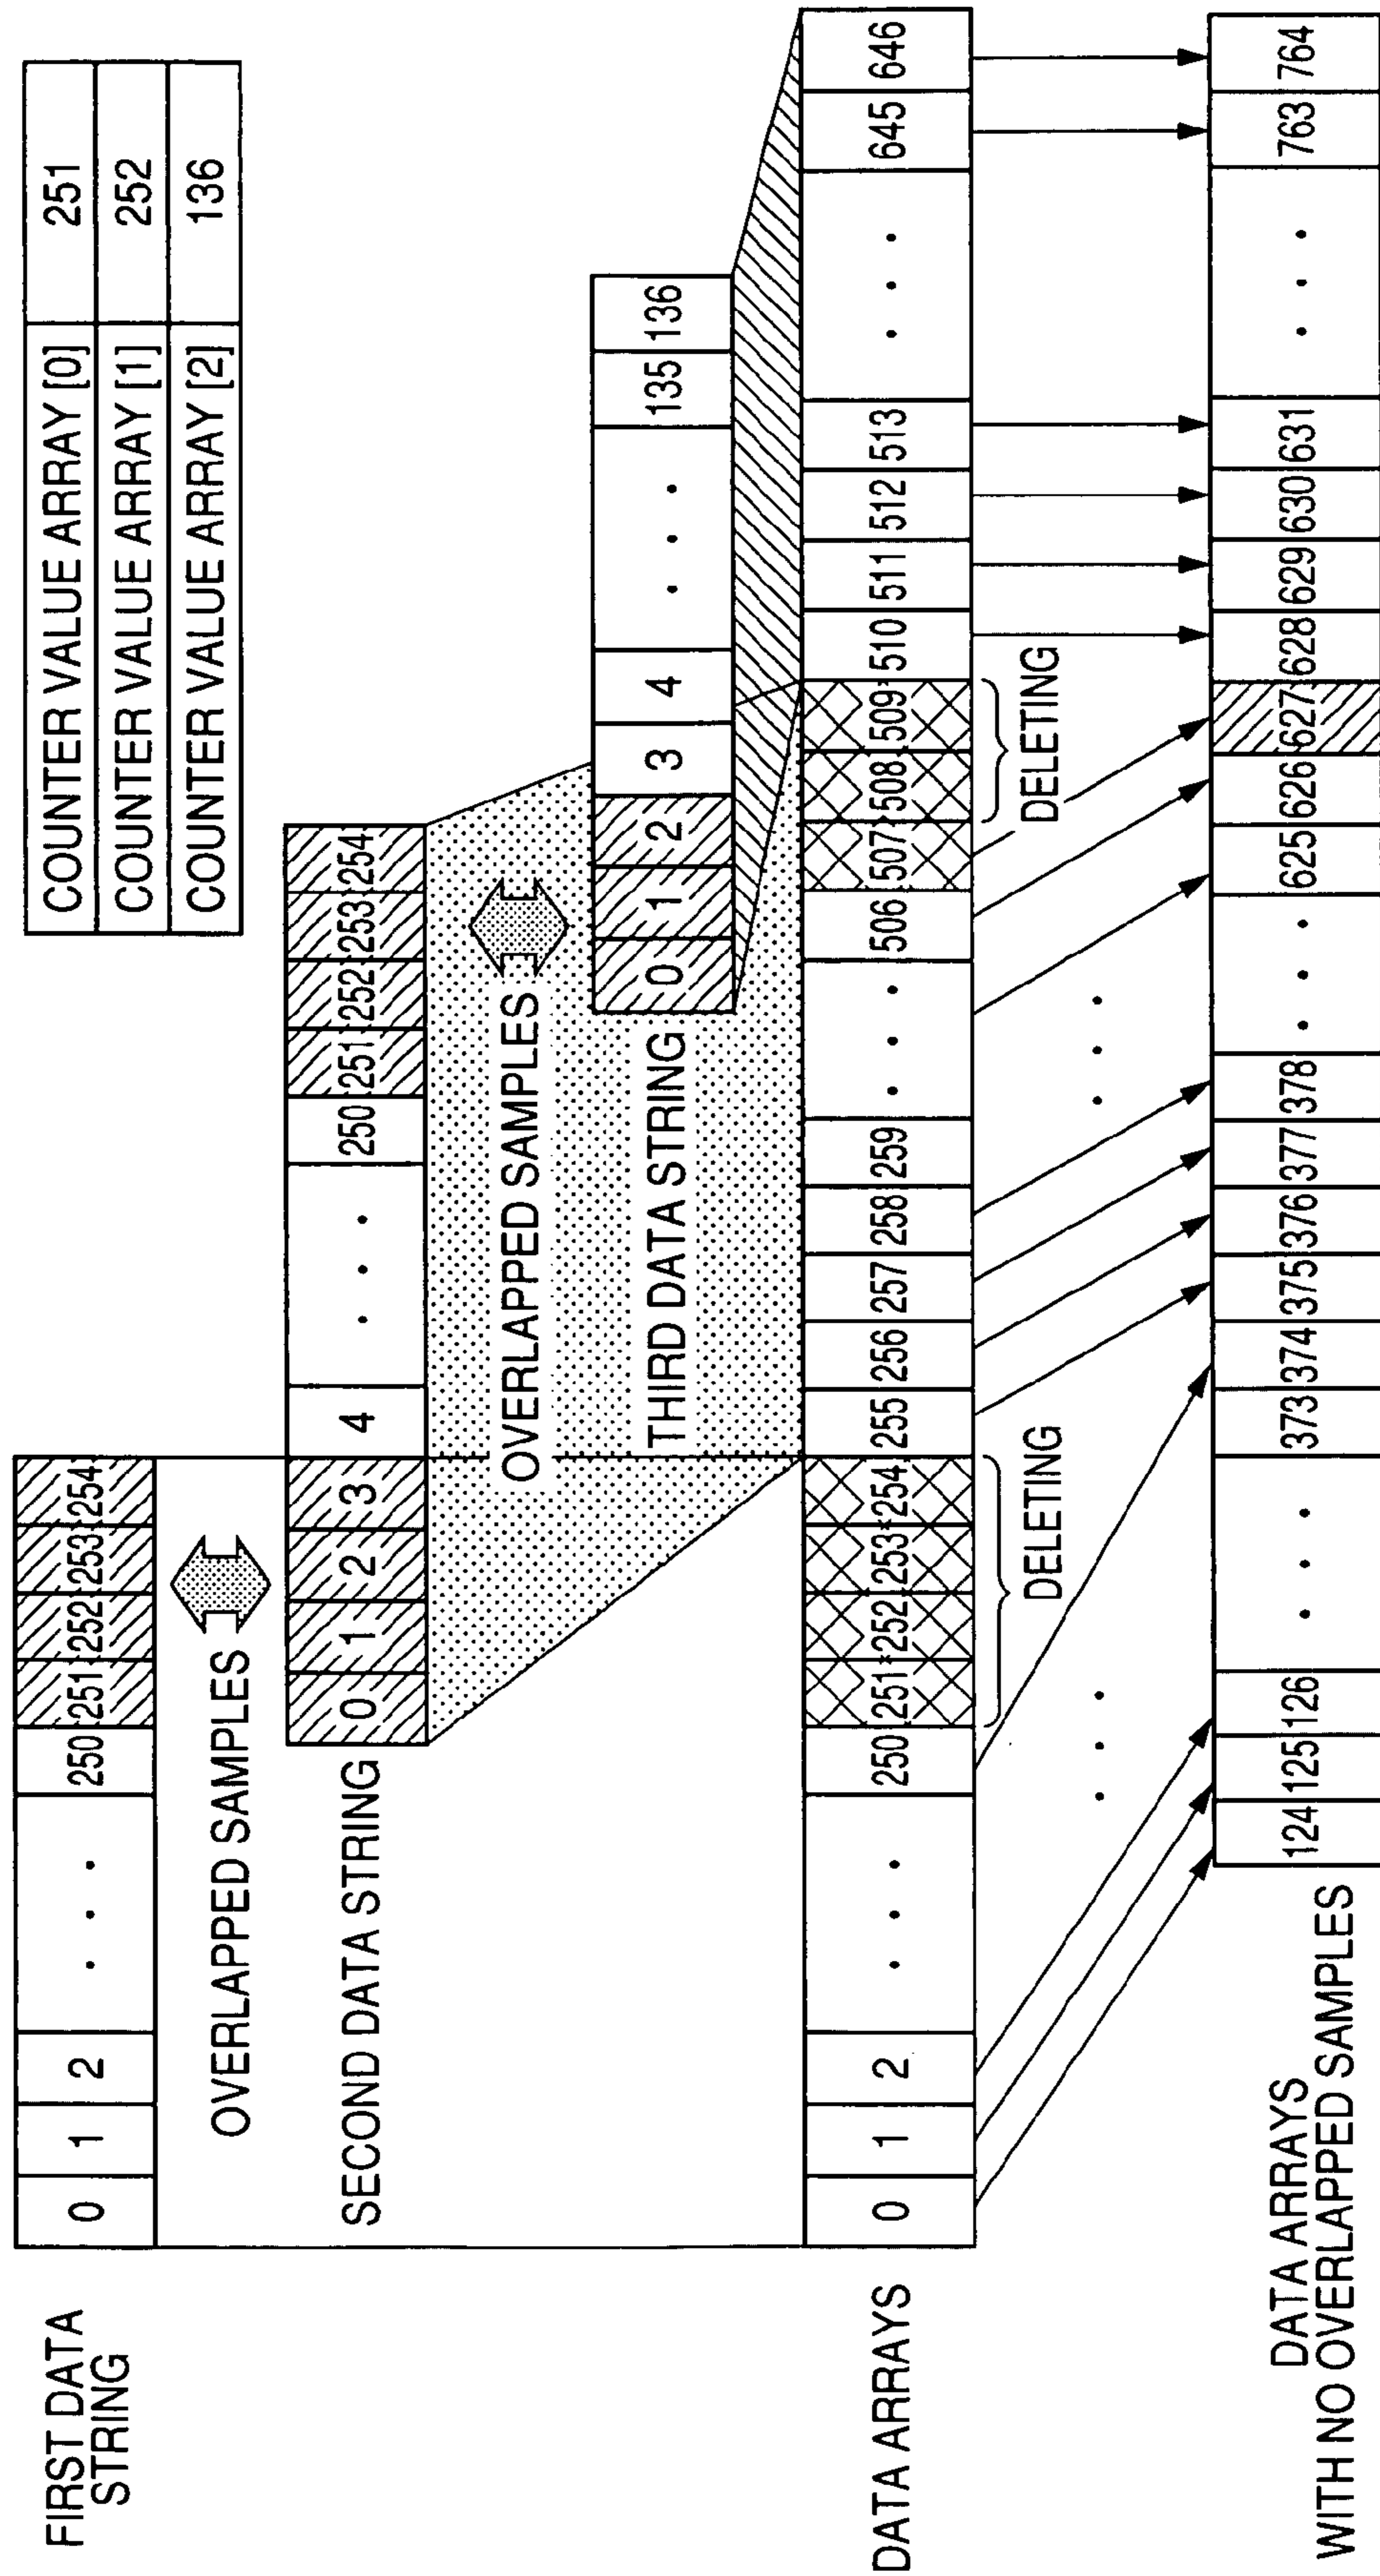 COUNTER VALUE ARRAY [0] 251
COUNTER VALUE ARRAY [1] 252
COUNTER VALUE ARRAY [2] 136
FIRST DATA
STRING
0 1 2 • • • 250 251 252 253 254
OVERLAPPED SAMPLES
SECOND DATA STRING
0 1 2 3 4 • • • 250 251 252 253 254
OVERLAPPED SAMPLES
THIRD DATA STRING
0 1 2 3 4 • • • 135 136
DATA ARRAYS
0 1 2 • • • 250 251 252 253 254 255 256 257 258 259 • • • 506 507 508 509 510 511 512 513 • • • 645 646
DELETING
DELETING
• • •
• • •
DATA ARRAYS
WITH NO OVERLAPPED SAMPLES
124 125 126 • • • 373 374 375 376 377 378 • • • 625 626 627 628 629 630 631 • • • 763 764